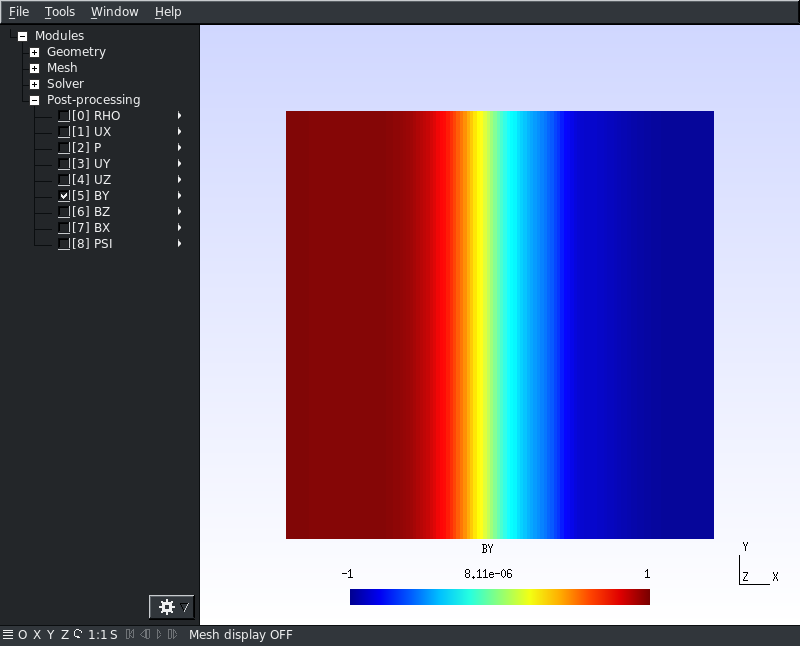 File Tools Window Help
Modules
Geometry
Mesh
Solver
Post-processing
[0] RHO
[1] UX
[2] P
[3] UY
[4] UZ
[5] BY
[6] BZ
[7] BX
[8] PSI
BY
-1 8.11e-06 1
Y
Z X
O X Y Z 1:1 S Mesh display OFF